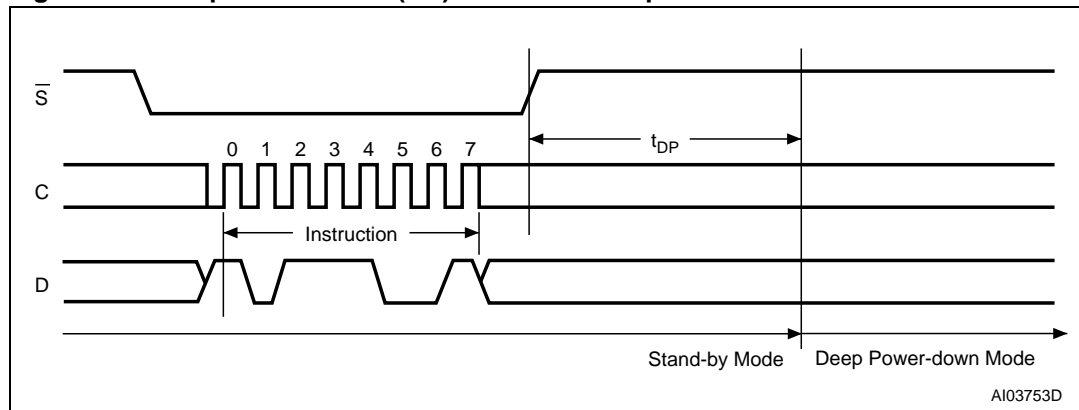 S̅
0 1 2 3 4 5 6 7
tDP
C
Instruction
D
Stand-by Mode
Deep Power-down Mode
AI03753D